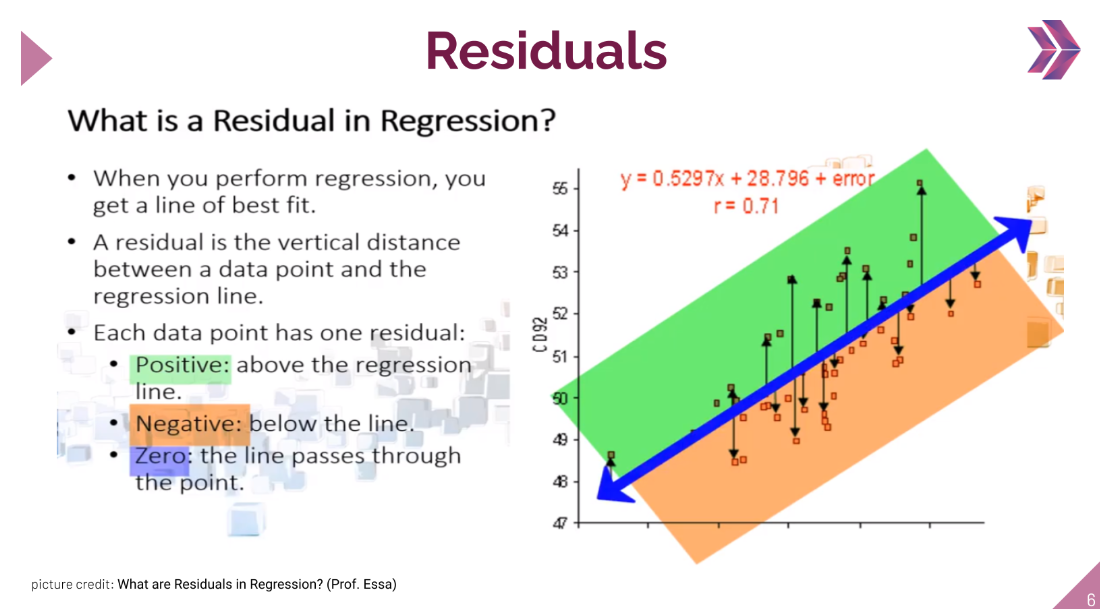 Residuals
What is a Residual in Regression?
• When you perform regression, you
get a line of best fit.
• A residual is the vertical distance
between a data point and the
regression line.
• Each data point has one residual:
• Positive: above the regression
line.
• Negative: below the line.
• Zero: the line passes through
the point.
y = 0.5297x + 28.796 + error
r = 0.71
55
54
53
52
51
50
49
48
47
CD92
picture credit: What are Residuals in Regression? (Prof. Essa)
6